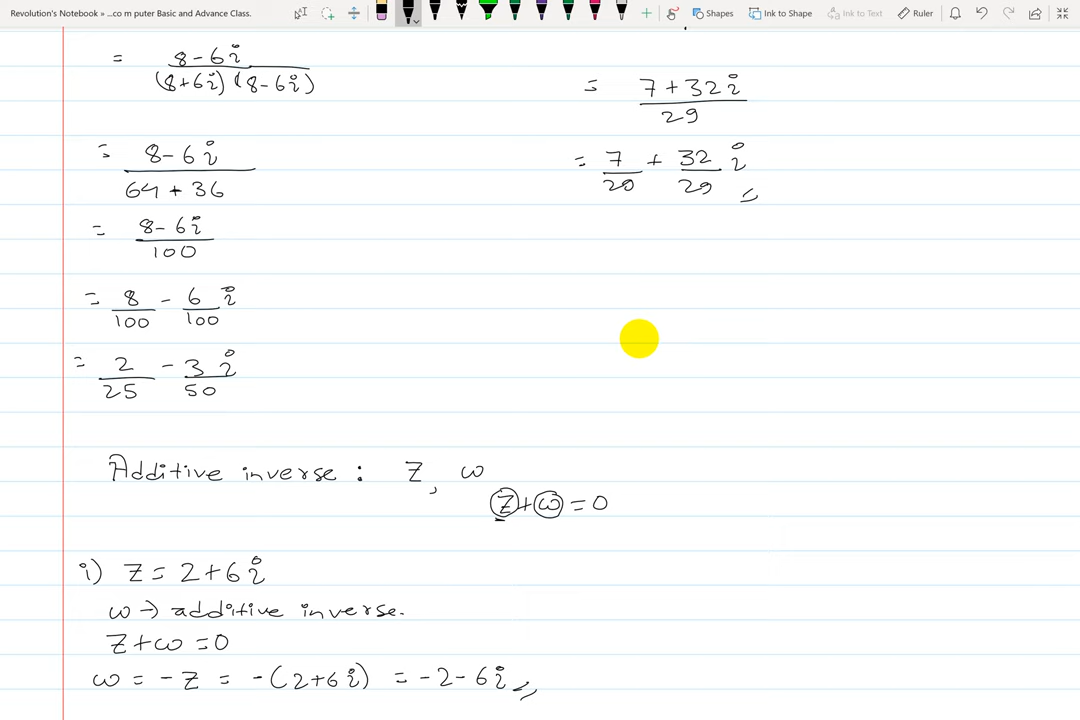 Revolution's Notebook » ...co m puter Basic and Advance Class.
Shapes
Ink to Shape
Ink to Text
Ruler
= 8-6i / (8+6i) (8-6i)
= 8-6i / 64+36
= 8-6i / 100
= 8/100 - 6/100 i
= 2/25 - 3/50 i
= 7+32i / 29
= 7/29 + 32/29 i
Additive inverse : Z, ω
Z+ω=0
i) Z=2+6i
ω → additive inverse.
Z+ω=0
ω = -Z = -(2+6i) = -2-6i